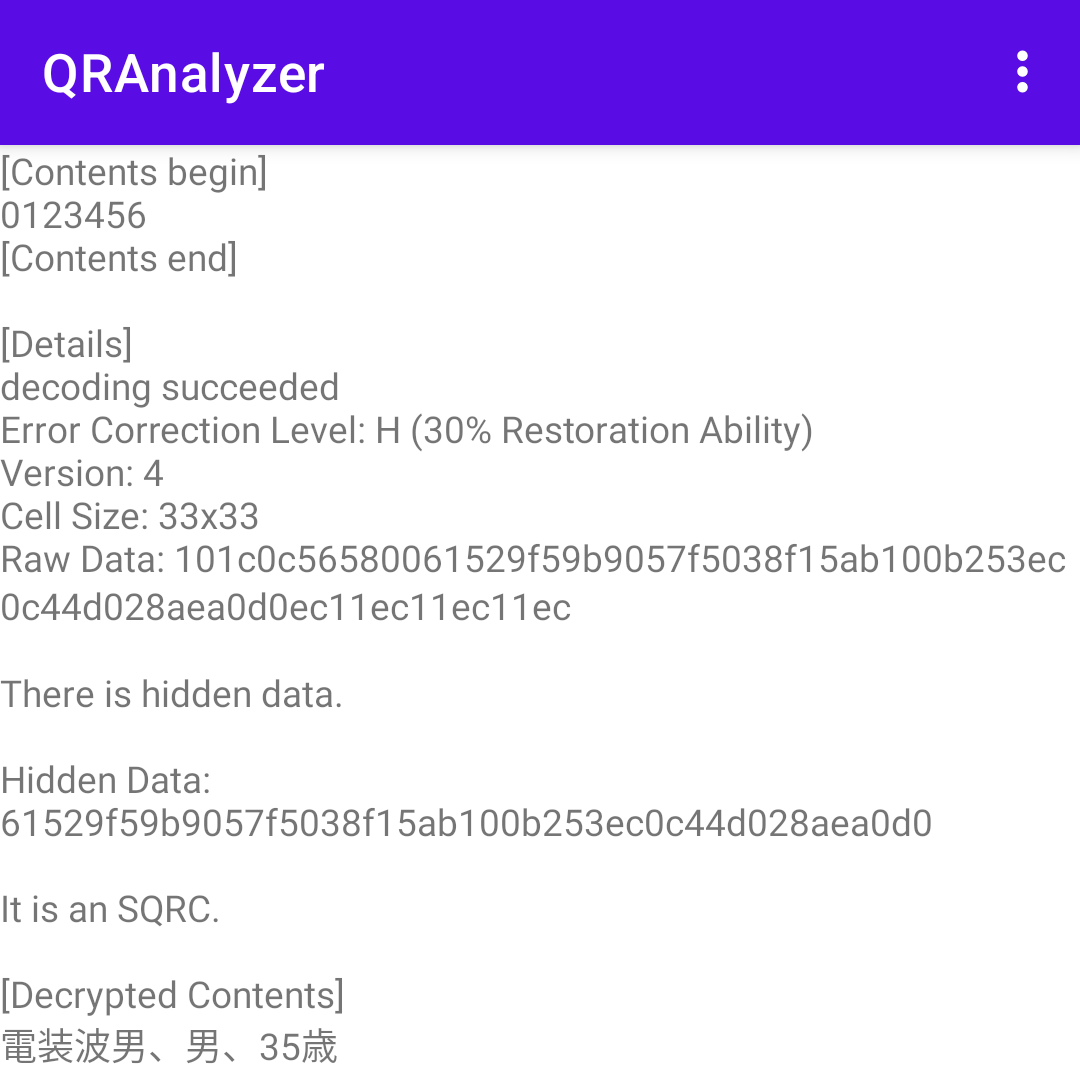 QRAnalyzer
[Contents begin]
0123456
[Contents end]
[Details]
decoding succeeded
Error Correction Level: H (30% Restoration Ability)
Version: 4
Cell Size: 33x33
Raw Data: 101c0c56580061529f59b9057f5038f15ab100b253ec
0c44d028aea0d0ec11ec11ec11ec
There is hidden data.
Hidden Data:
61529f59b9057f5038f15ab100b253ec0c44d028aea0d0
It is an SQRC.
[Decrypted Contents]
電装波男、男、35歳